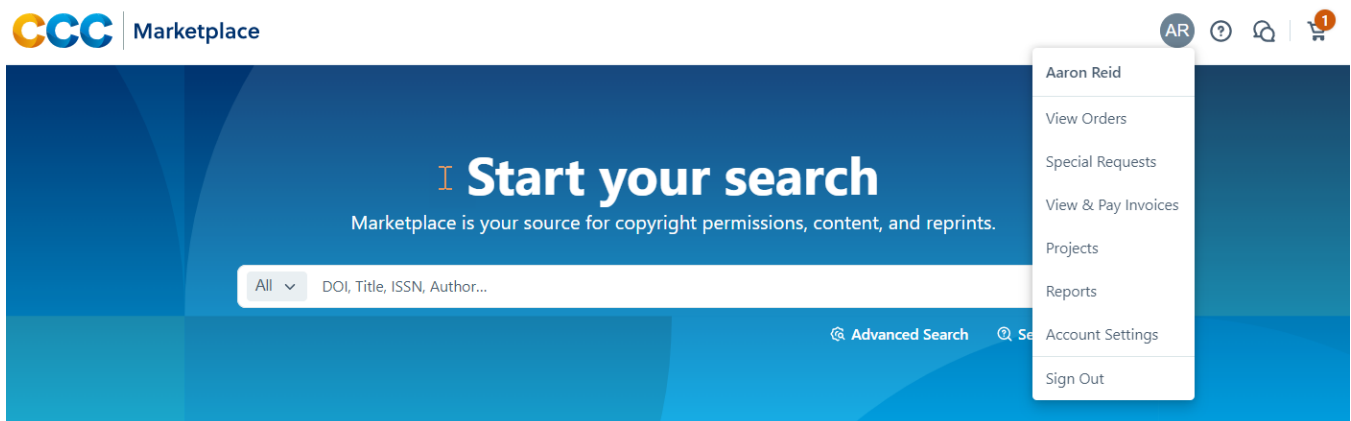 CCC Marketplace
AR
1
Aaron Reid
View Orders
Special Requests
View & Pay Invoices
Projects
Reports
Account Settings
Sign Out
Start your search
Marketplace is your source for copyright permissions, content, and reprints.
All DOI, Title, ISSN, Author...
Advanced Search